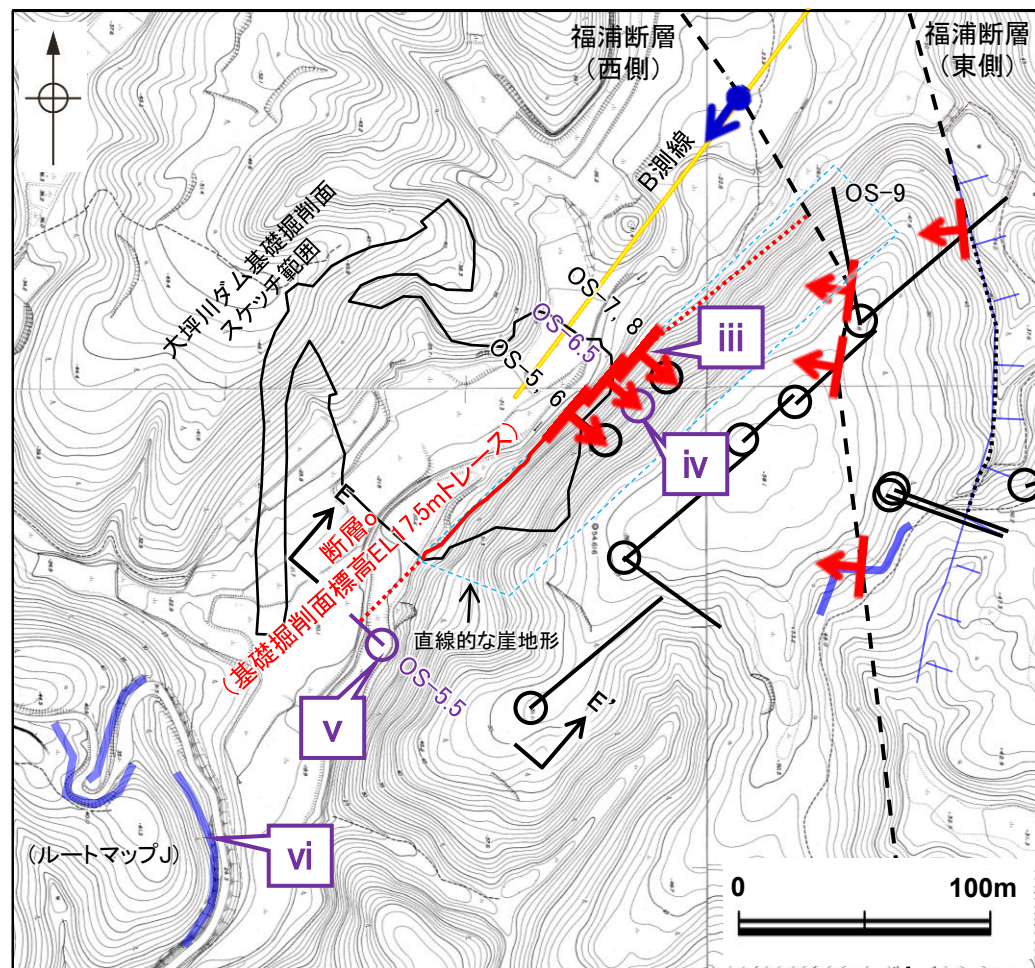 福浦断層
（西側）
福浦断層
（東側）
B測線
OS-9
大坪川ダム基礎掘削面
スケッチ範囲
OS-7, 8
OS-6.5
OS-5, 6
iii
iv
E
断層o
（基礎掘削面標高EL17.5mトレース）
直線的な崖地形
OS-5.5
v
E'
vi
(ルートマップJ)
0
100m